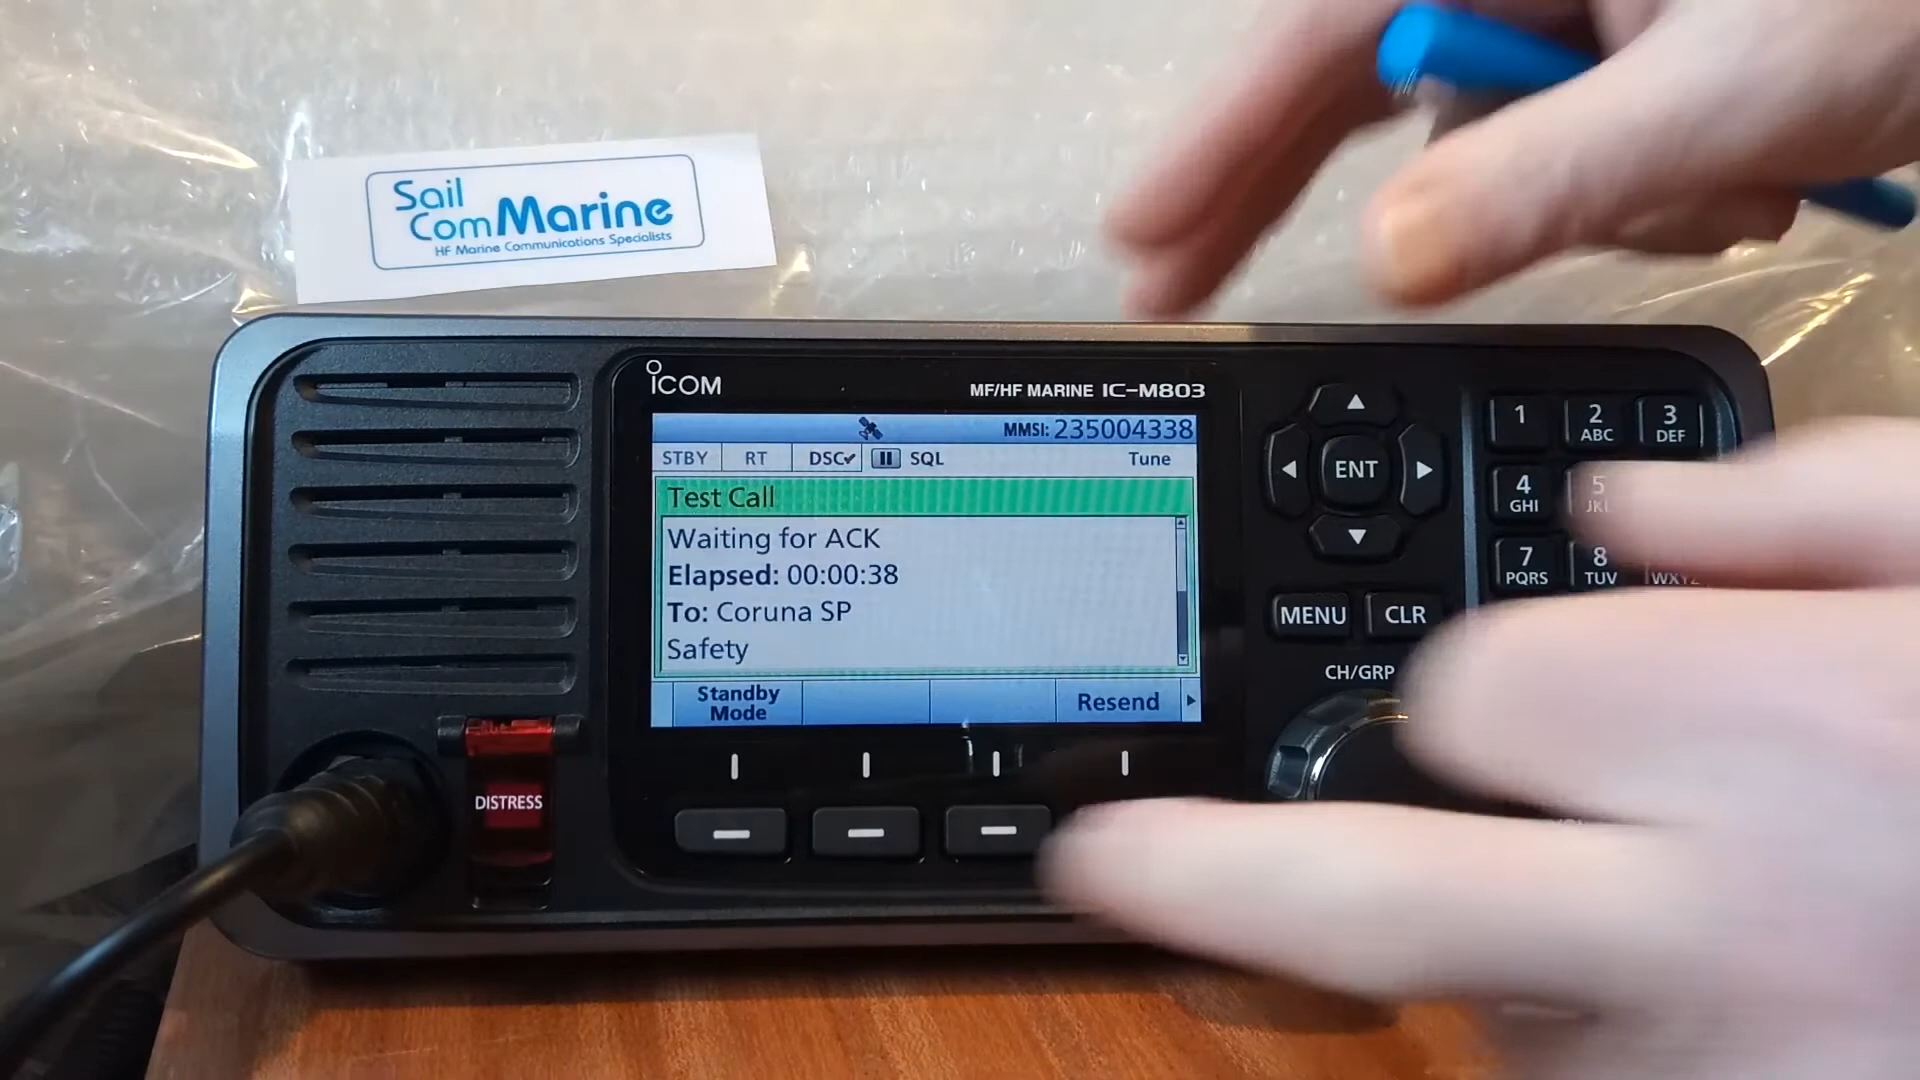 Sail
ComMarine
HF Marine Communications Specialists
ICOM
MF/HF MARINE IC-M803
MMSI: 235004338
STBY RT DSC SQL Tune
Test Call
Waiting for ACK
Elapsed: 00:00:38
To: Coruna SP
Safety
Standby
Mode
Resend
DISTRESS
ENT
MENU CLR
CH/GRP
1 2 ABC 3 DEF
4 GHI 5
7 PQRS 8 TUV WXYZ